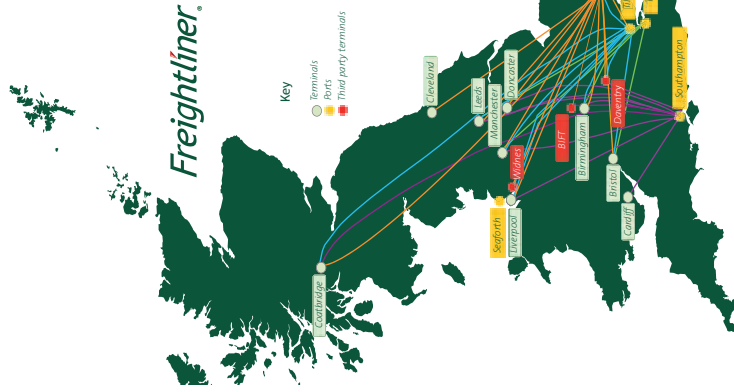 Freightliner®
Key
Terminals
Ports
Third party terminals
Coatbridge
Cleveland
Leeds
Manchester
Doncaster
Widnes
Seaforth
Liverpool
BIFT
Birmingham
Daventry
Bristol
Cardiff
Southampton